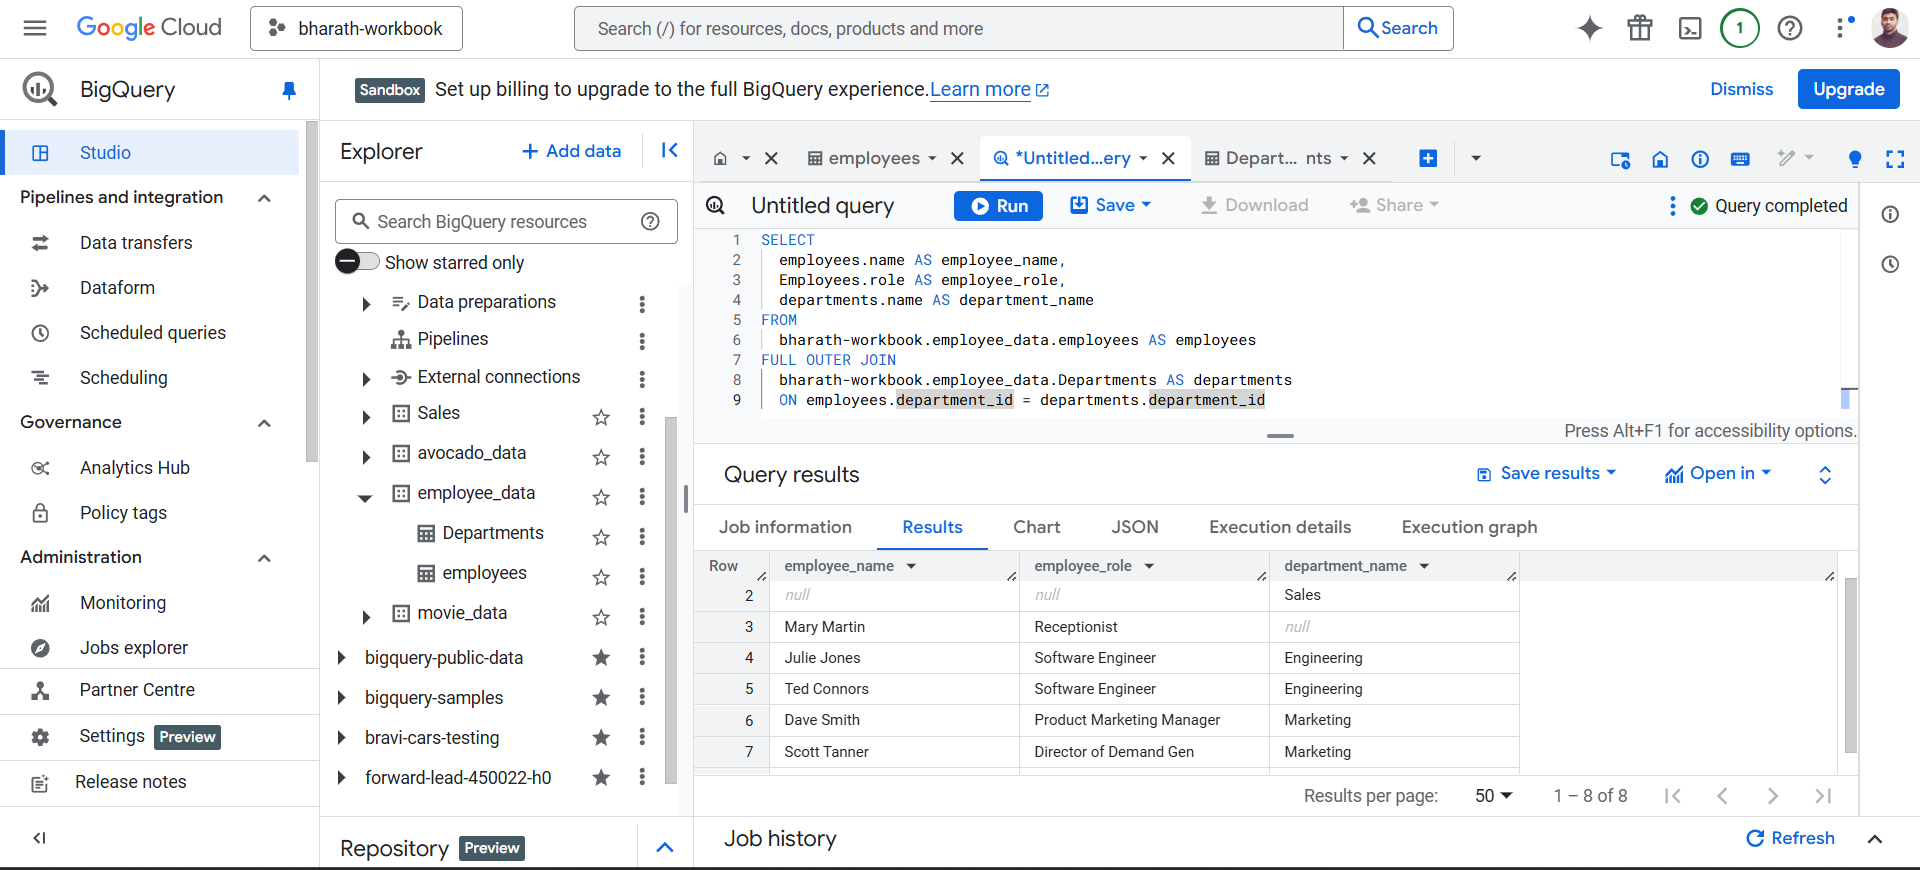 Google Cloud
bharath-workbook
Search (/) for resources, docs, products and more
Search
1
BigQuery
Sandbox Set up billing to upgrade to the full BigQuery experience. Learn more
Dismiss
Upgrade
Studio
Pipelines and integration
Data transfers
Dataform
Scheduled queries
Scheduling
Governance
Analytics Hub
Policy tags
Administration
Monitoring
Jobs explorer
Partner Centre
Settings Preview
Release notes
Explorer
+ Add data
Search BigQuery resources
Show starred only
Data preparations
Pipelines
External connections
Sales
avocado_data
employee_data
Departments
employees
movie_data
bigquery-public-data
bigquery-samples
bravi-cars-testing
forward-lead-450022-h0
Repository Preview
employees
*Untitled...ery
Depart... nts
Untitled query
Run
Save
Download
Share
Query completed
1 SELECT
2 employees.name AS employee_name,
3 Employees.role AS employee_role,
4 departments.name AS department_name
5 FROM
6 bharath-workbook.employee_data.employees AS employees
7 FULL OUTER JOIN
8 bharath-workbook.employee_data.Departments AS departments
9 ON employees.department_id = departments.department_id
Press Alt+F1 for accessibility options.
Query results
Save results
Open in
Job information Results Chart JSON Execution details Execution graph
Row employee_name employee_role department_name
2 null null Sales
3 Mary Martin Receptionist null
4 Julie Jones Software Engineer Engineering
5 Ted Connors Software Engineer Engineering
6 Dave Smith Product Marketing Manager Marketing
7 Scott Tanner Director of Demand Gen Marketing
Results per page: 50 1 – 8 of 8
Job history
Refresh